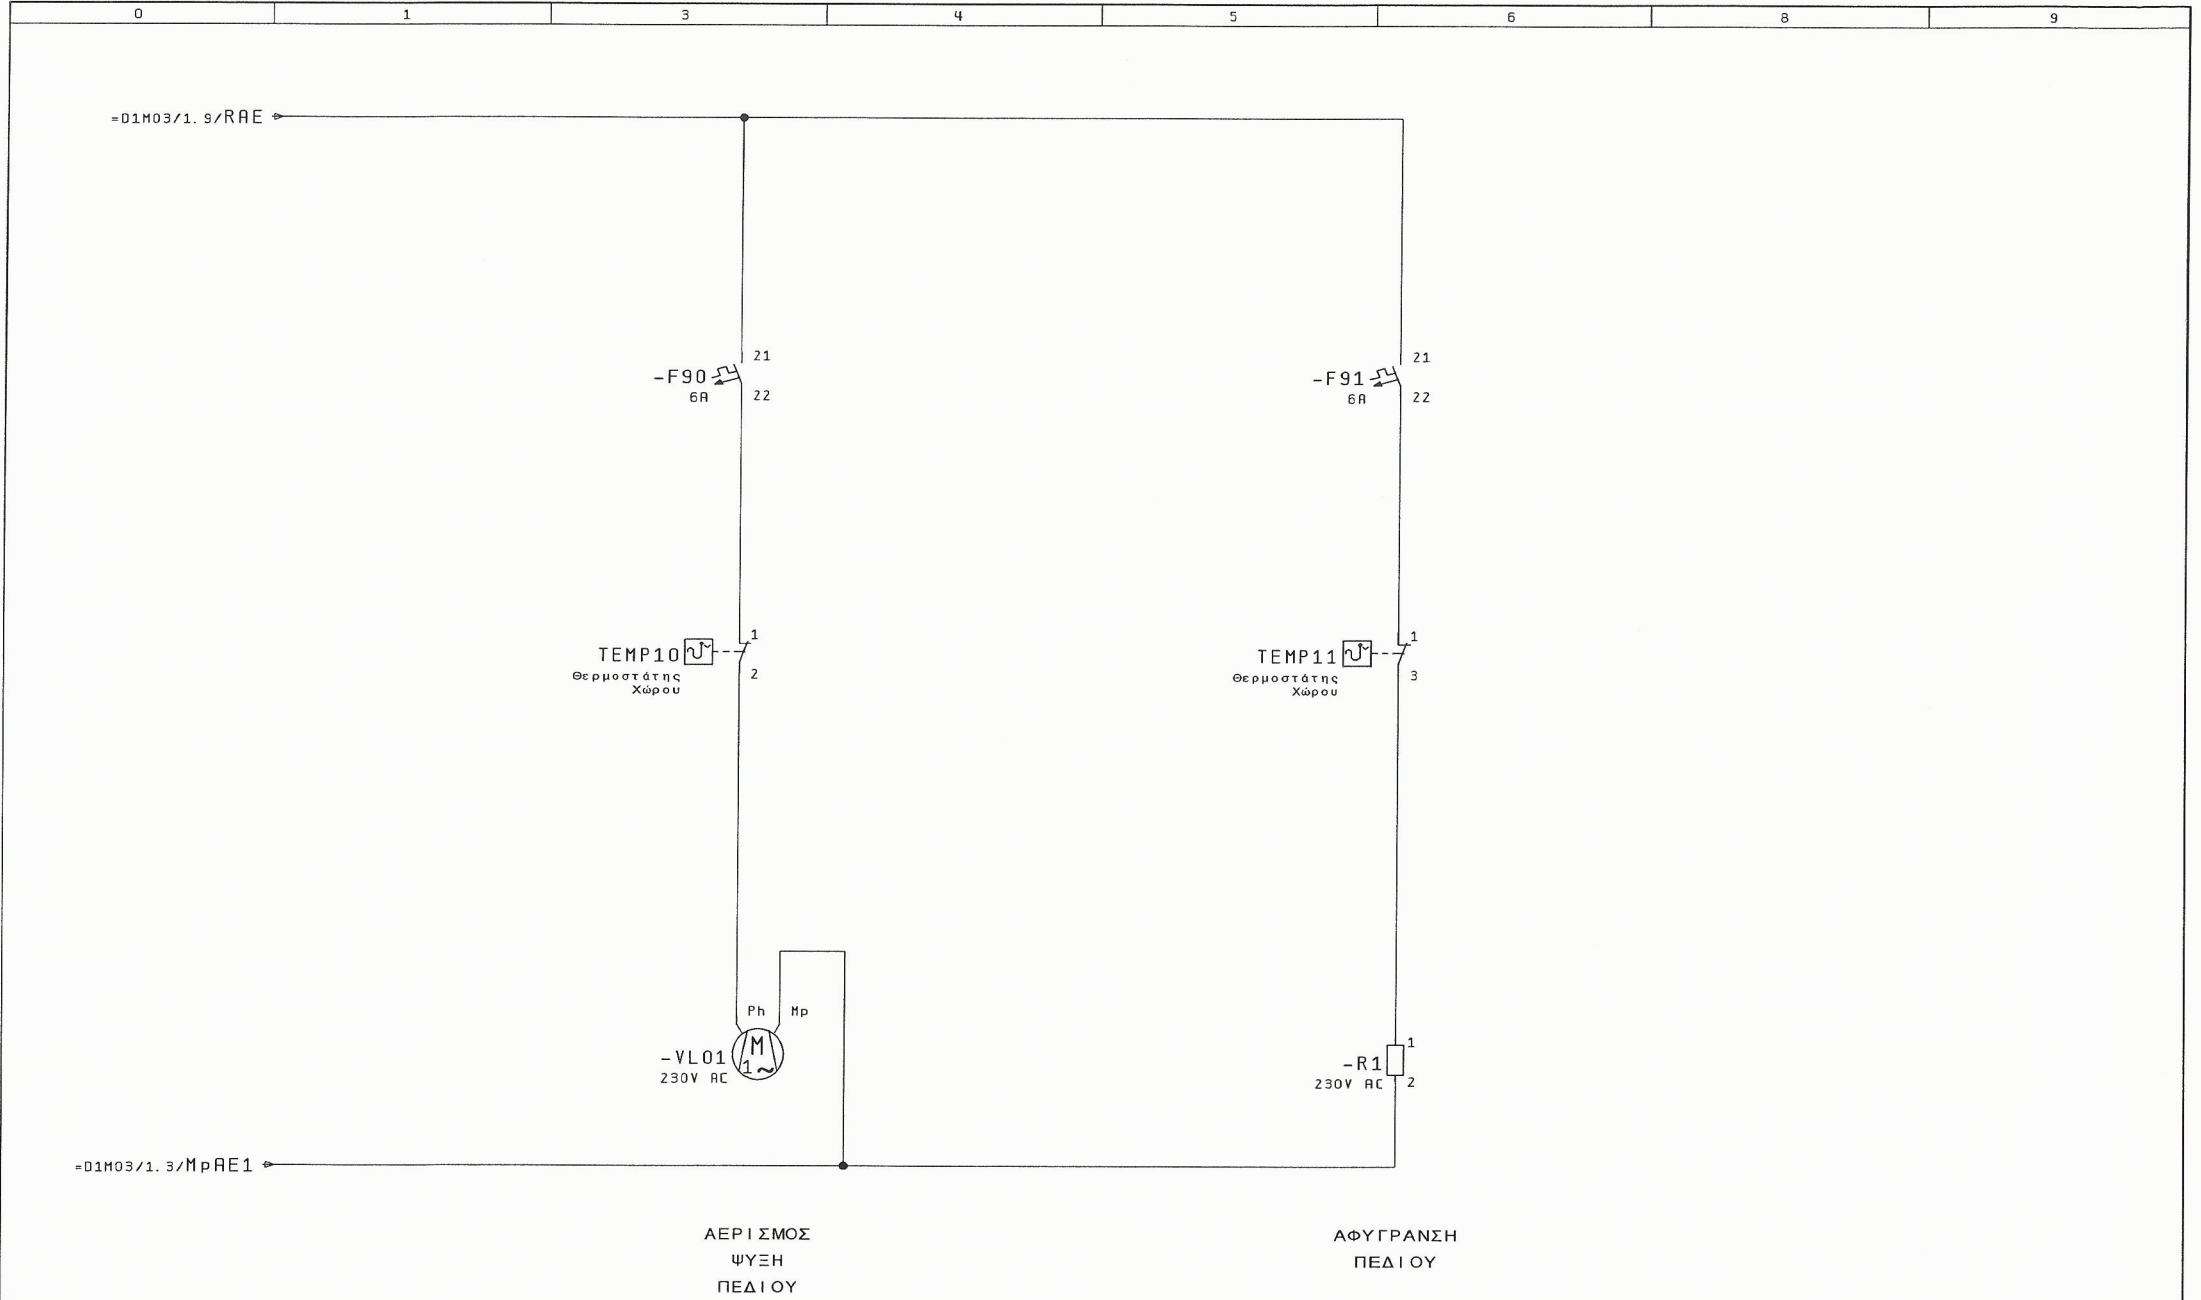 0 1 3 4 5 6 8 9
=D1M03/1.9/RAE
21 21
-F90 -F91
6A 22 6A 22
1 1
TEMP10 TEMP11
Θερμοστάτης 2 Θερμοστάτης 3
Χώρου Χώρου
Ph Mp
M 1
-VL01 1~ -R1
230V AC 230V AC 2
=D1M03/1.3/MpAE1
ΑΕΡΙΣΜΟΣ ΑΦΥΓΡΑΝΣΗ
ΨΥΞΗ ΠΕΔΙΟΥ
ΠΕΔΙΟΥ